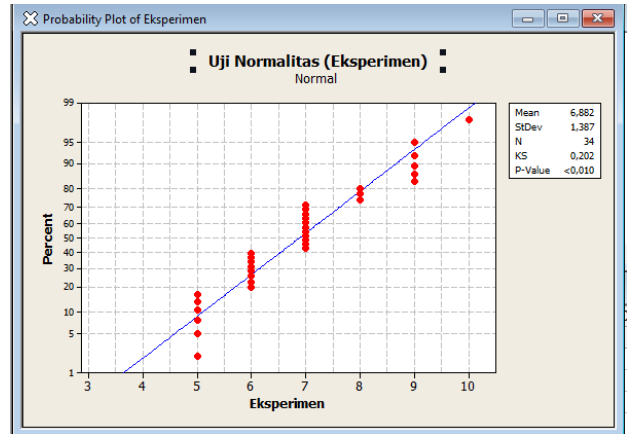 Probability Plot of Eksperimen
Uji Normalitas (Eksperimen)
Normal
Mean 6,882
StDev 1,387
N 34
KS 0,202
P-Value <0,010
Percent
99
95
90
80
70
60
50
40
30
20
10
5
1
3 4 5 6 7 8 9 10
Eksperimen